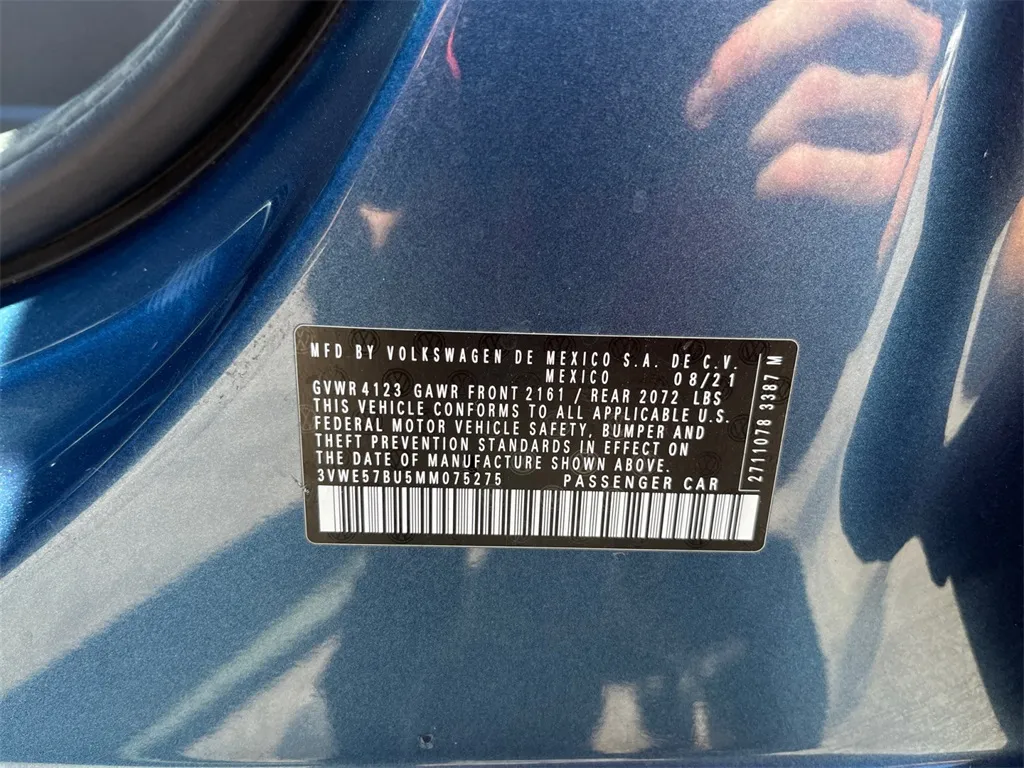 MFD BY VOLKSWAGEN DE MEXICO S.A. DE C.V.
MEXICO 08/21
GVWR 4123 GAWR FRONT 2161 / REAR 2072 LBS
THIS VEHICLE CONFORMS TO ALL APPLICABLE U.S.
FEDERAL MOTOR VEHICLE SAFETY, BUMPER AND
THEFT PREVENTION STANDARDS IN EFFECT ON
THE DATE OF MANUFACTURE SHOWN ABOVE.
3VWE57BU5MM075275 PASSENGER CAR
2711078 3387 M